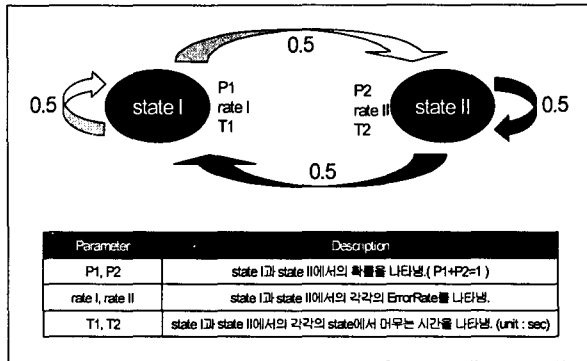 0.5
0.5
state I
P1
rate I
T1
P2
rate II
T2
state II
0.5
0.5
Parameter Description
P1, P2 state I과 state II에서의 확률을 나타냄.( P1+P2=1 )
rate I, rate II state I과 state II에서의 각각의 ErrorRate를 나타냄.
T1, T2 state I과 state II에서의 각각의 state에서 머무는 시간을 나타냄. (unit : sec)